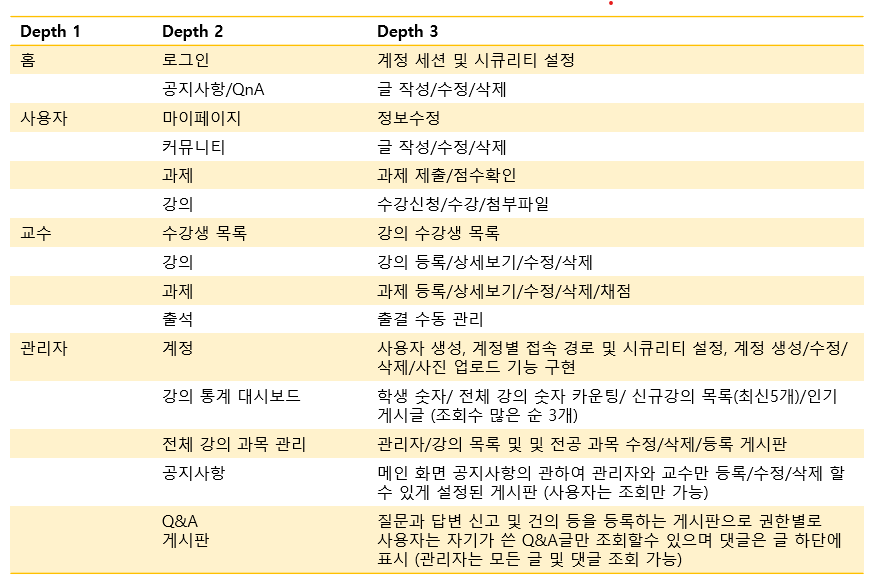 Depth 1 Depth 2 Depth 3
홈 로그인 계정 세션 및 시큐리티 설정
공지사항/QnA 글 작성/수정/삭제
사용자 마이페이지 정보수정
커뮤니티 글 작성/수정/삭제
과제 과제 제출/점수확인
강의 수강신청/수강/첨부파일
교수 수강생 목록 강의 수강생 목록
강의 강의 등록/상세보기/수정/삭제
과제 과제 등록/상세보기/수정/삭제/채점
출석 출결 수동 관리
관리자 계정 사용자 생성, 계정별 접속 경로 및 시큐리티 설정, 계정 생성/수정/
삭제/사진 업로드 기능 구현
강의 통계 대시보드 학생 숫자/ 전체 강의 숫자 카운팅/ 신규강의 목록(최신5개)/인기
게시글 (조회수 많은 순 3개)
전체 강의 과목 관리 관리자/강의 목록 및 및 전공 과목 수정/삭제/등록 게시판
공지사항 메인 화면 공지사항의 관하여 관리자와 교수만 등록/수정/삭제 할
수 있게 설정된 게시판 (사용자는 조회만 가능)
Q&A 질문과 답변 신고 및 건의 등을 등록하는 게시판으로 권한별로
게시판 사용자는 자기가 쓴 Q&A글만 조회할수 있으며 댓글은 글 하단에
표시 (관리자는 모든 글 및 댓글 조회 가능)